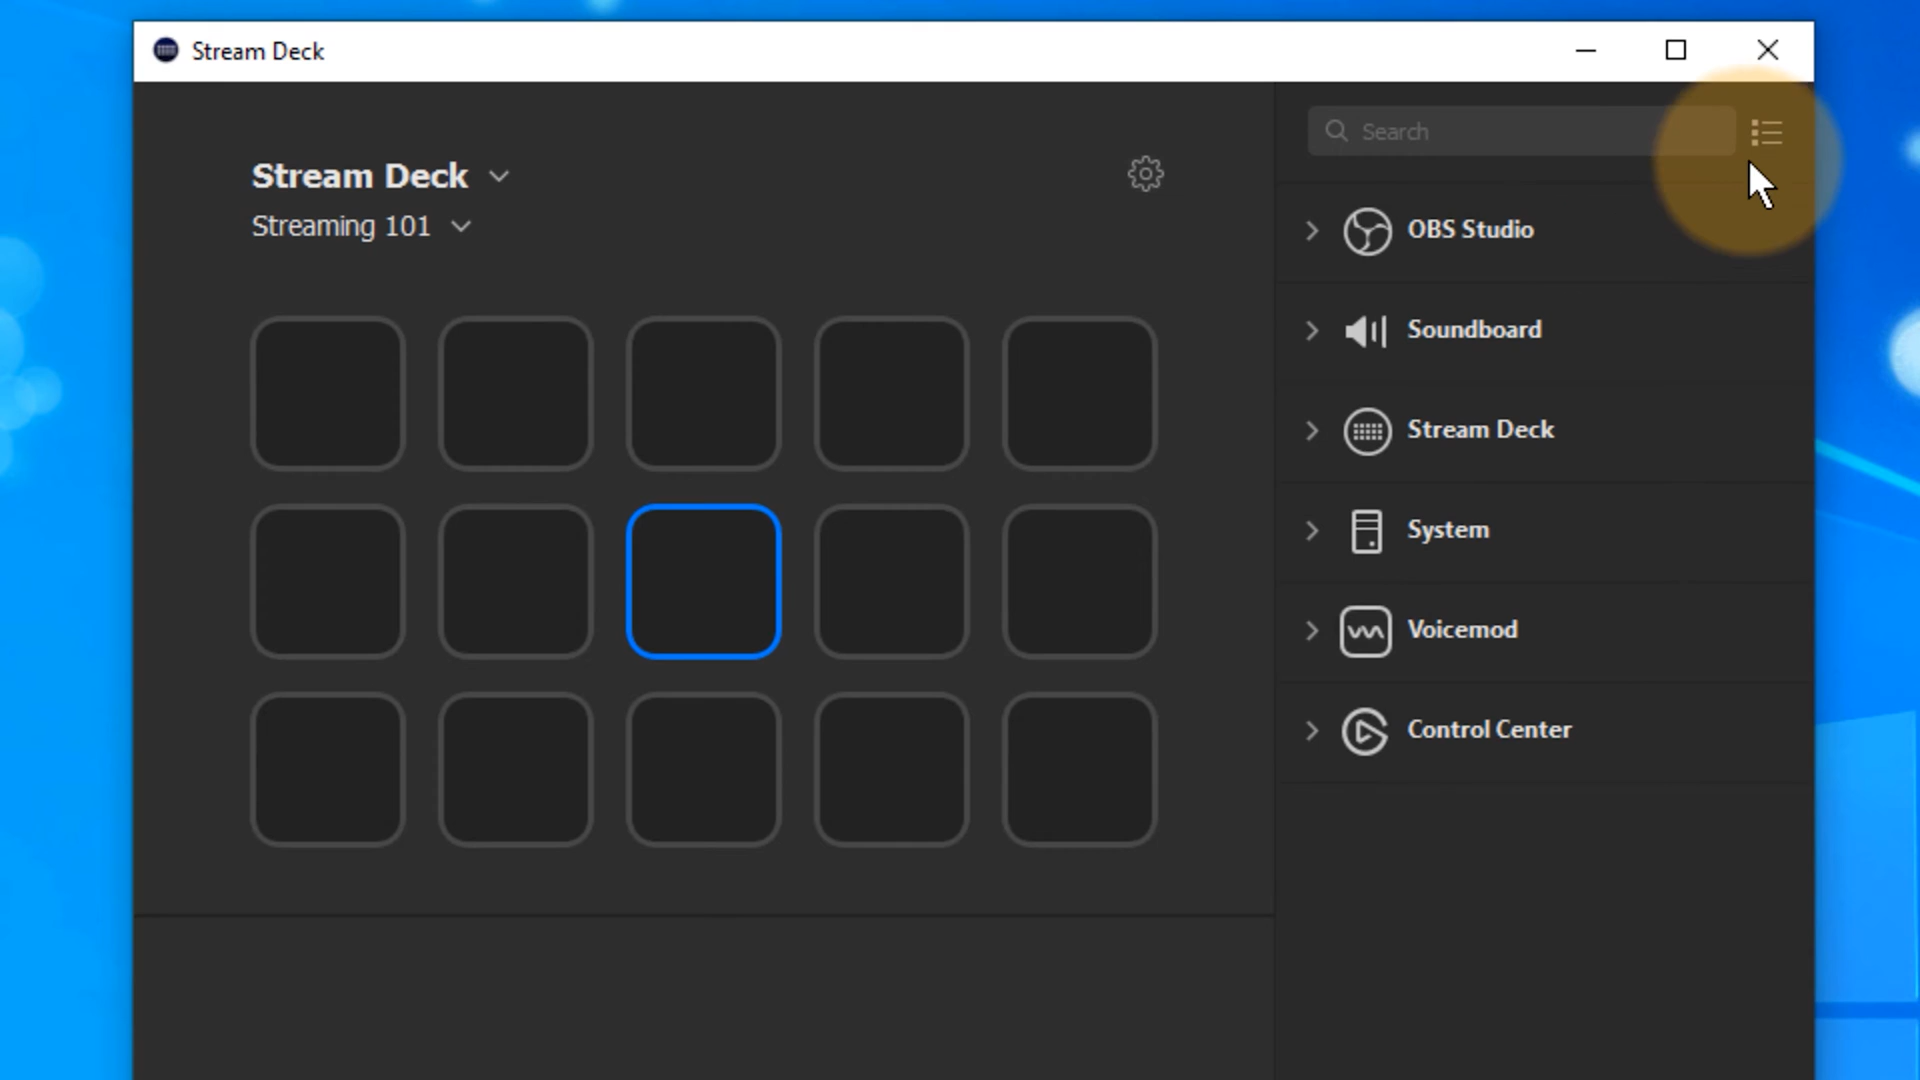 Stream Deck
Search
Stream Deck
Streaming 101
OBS Studio
Soundboard
Stream Deck
System
Voicemod
Control Center